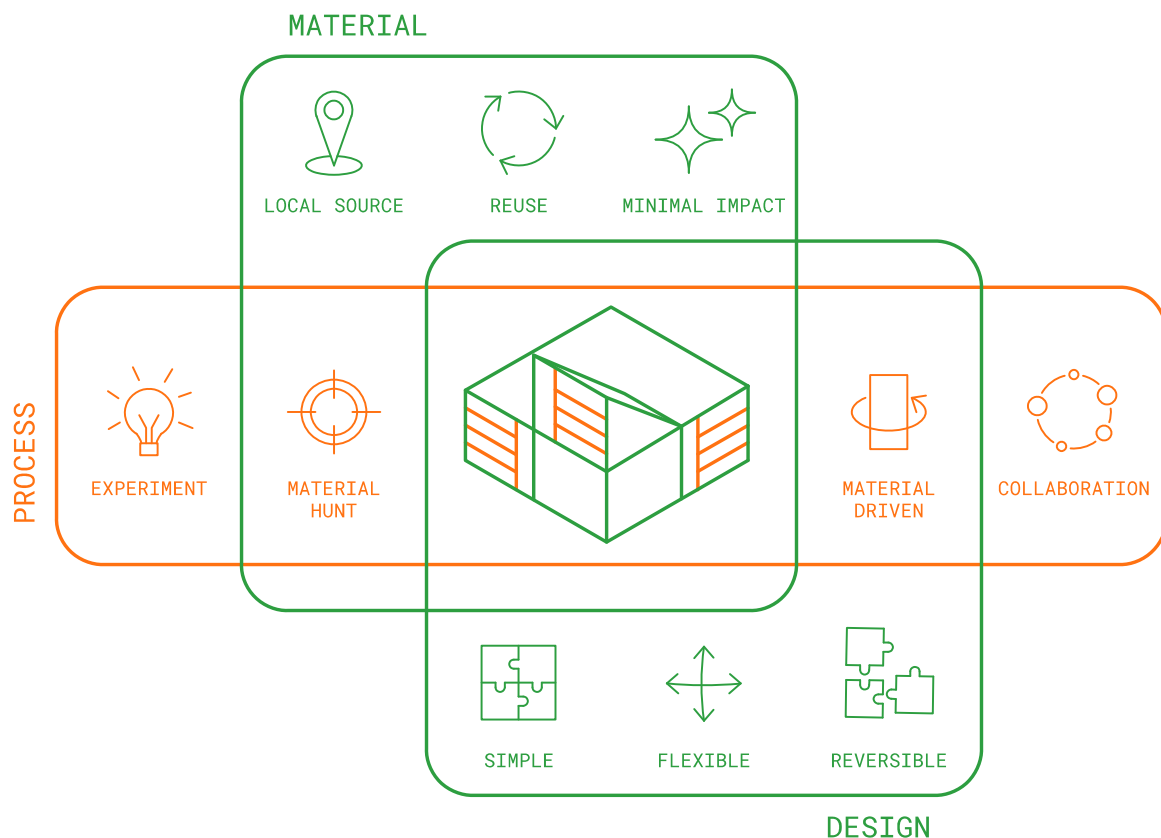 MATERIAL
LOCAL SOURCE
REUSE
MINIMAL IMPACT
PROCESS
EXPERIMENT
MATERIAL
HUNT
MATERIAL
DRIVEN
COLLABORATION
SIMPLE
FLEXIBLE
REVERSIBLE
DESIGN